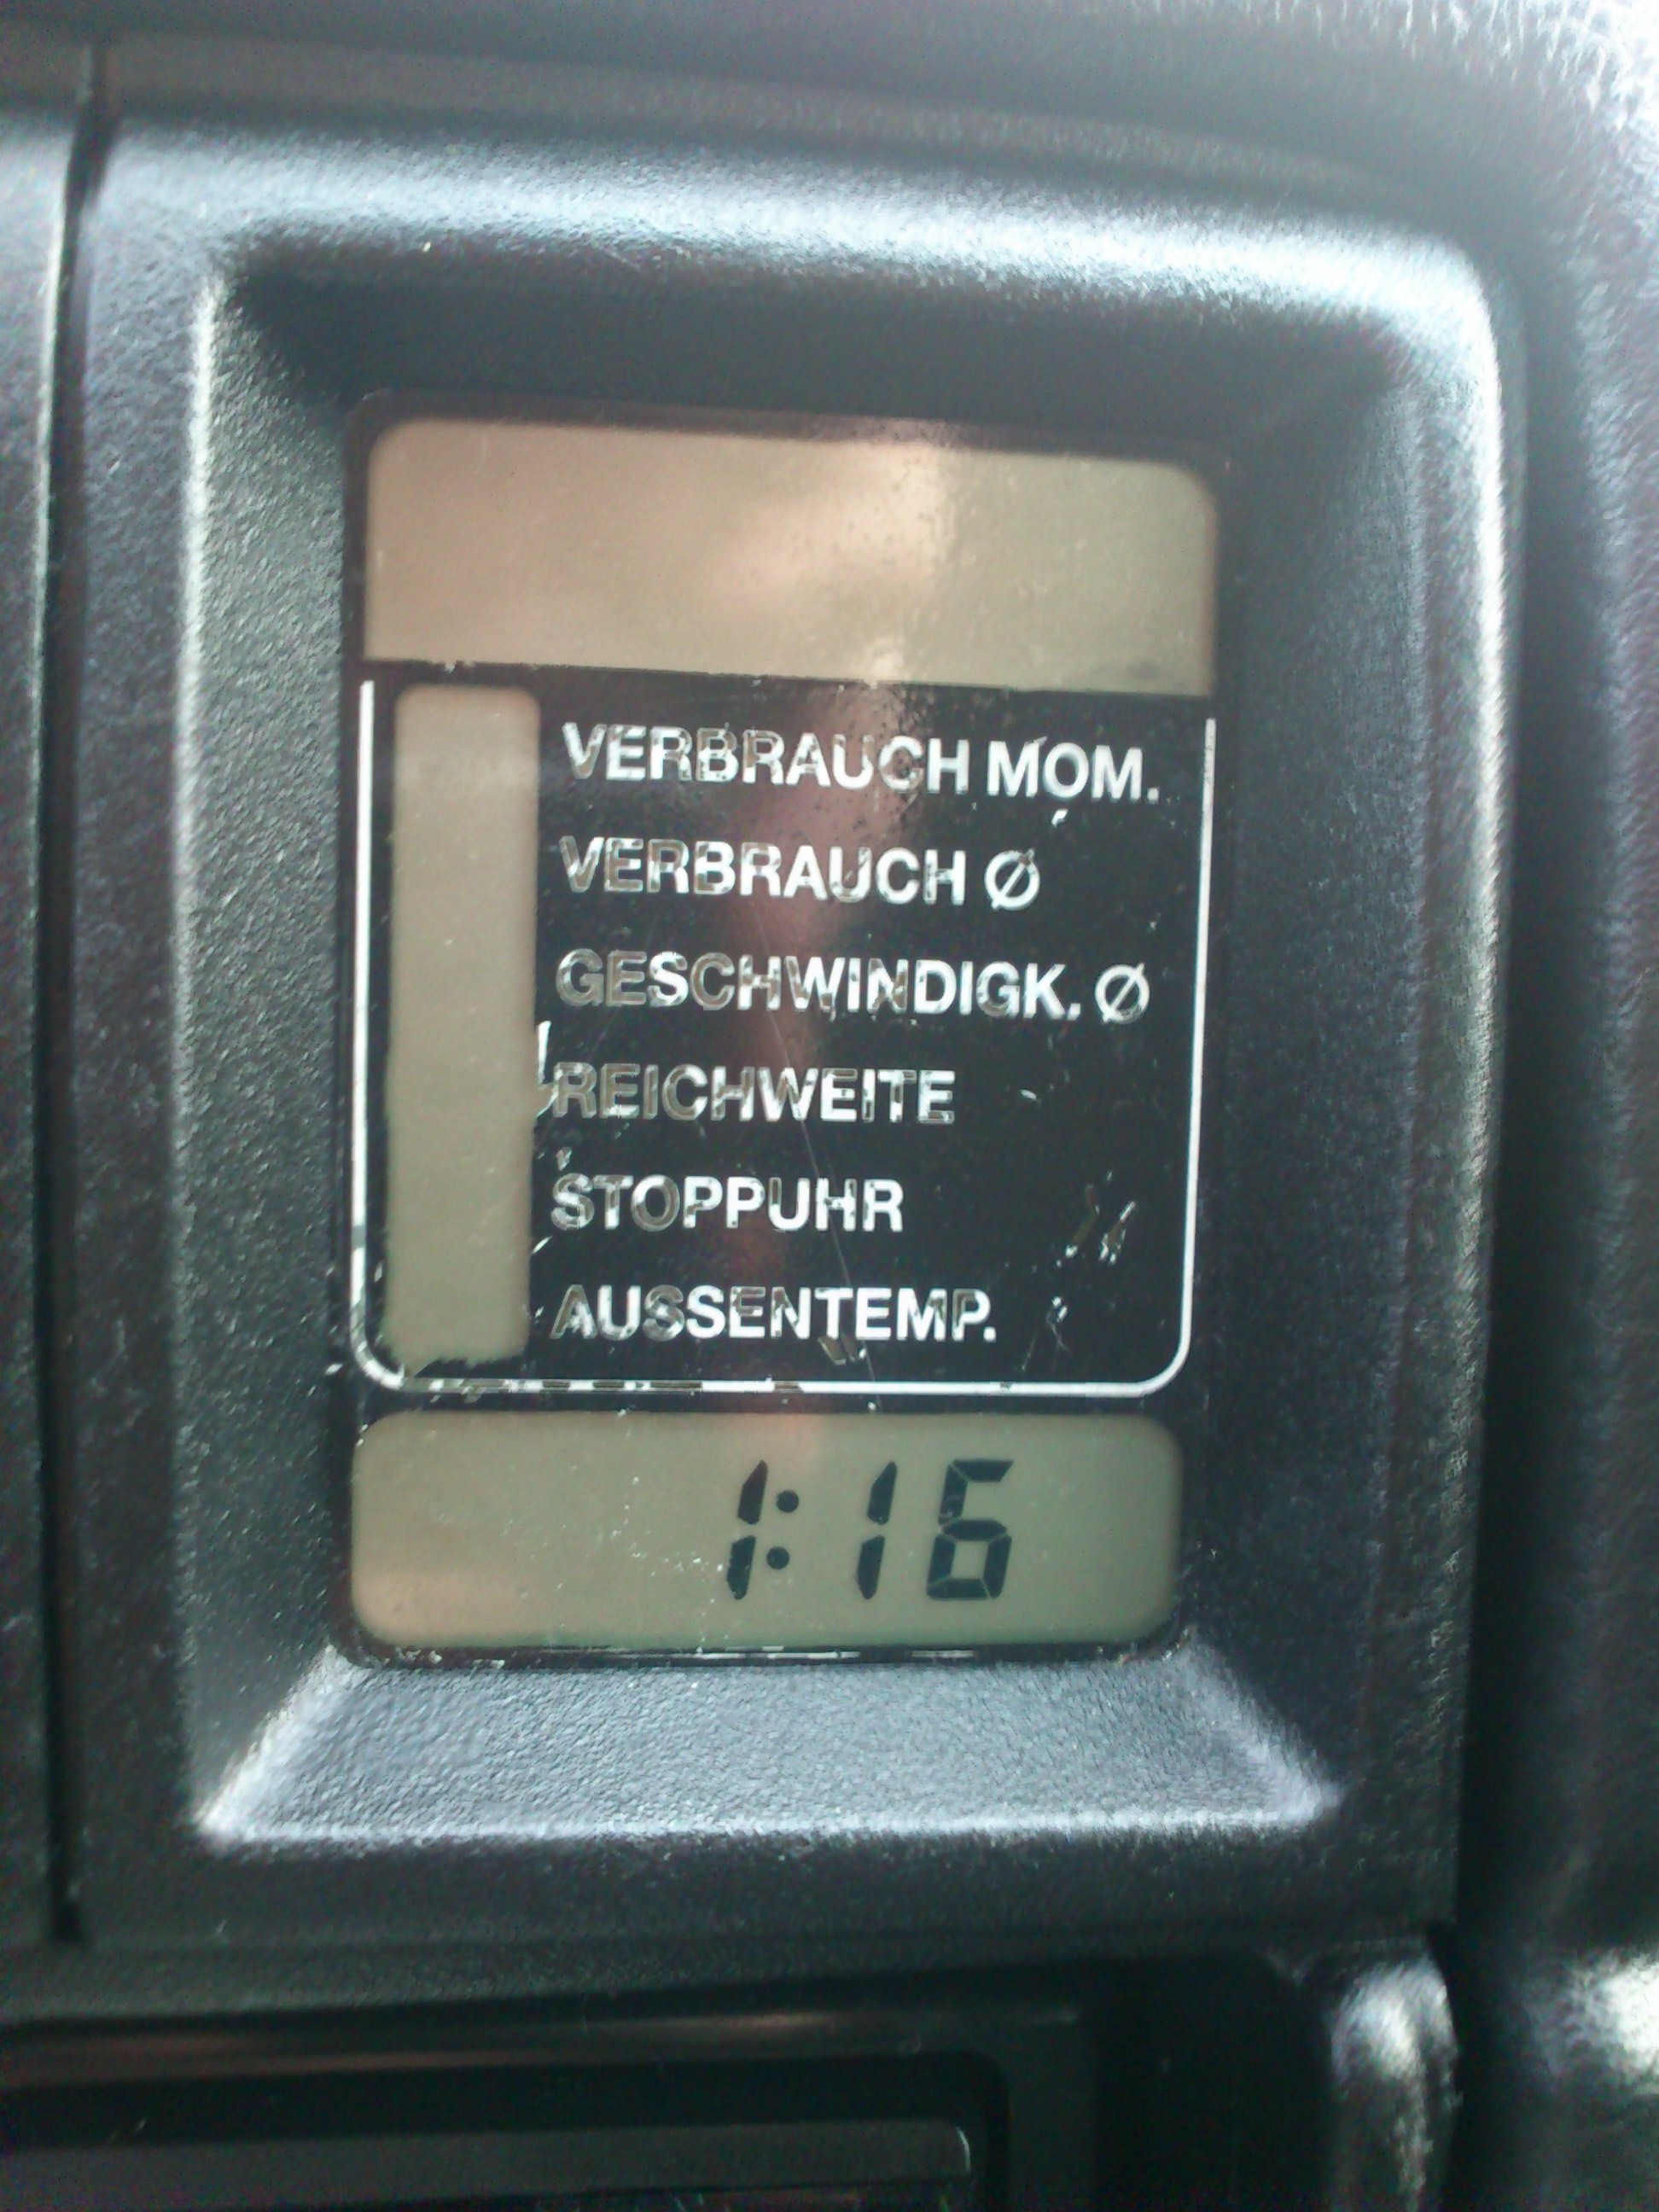 VERBRAUCH MOM.
VERBRAUCH Ø
GESCHWINDIGK. Ø
REICHWEITE
STOPPUHR
AUSSENTEMP.
1:16